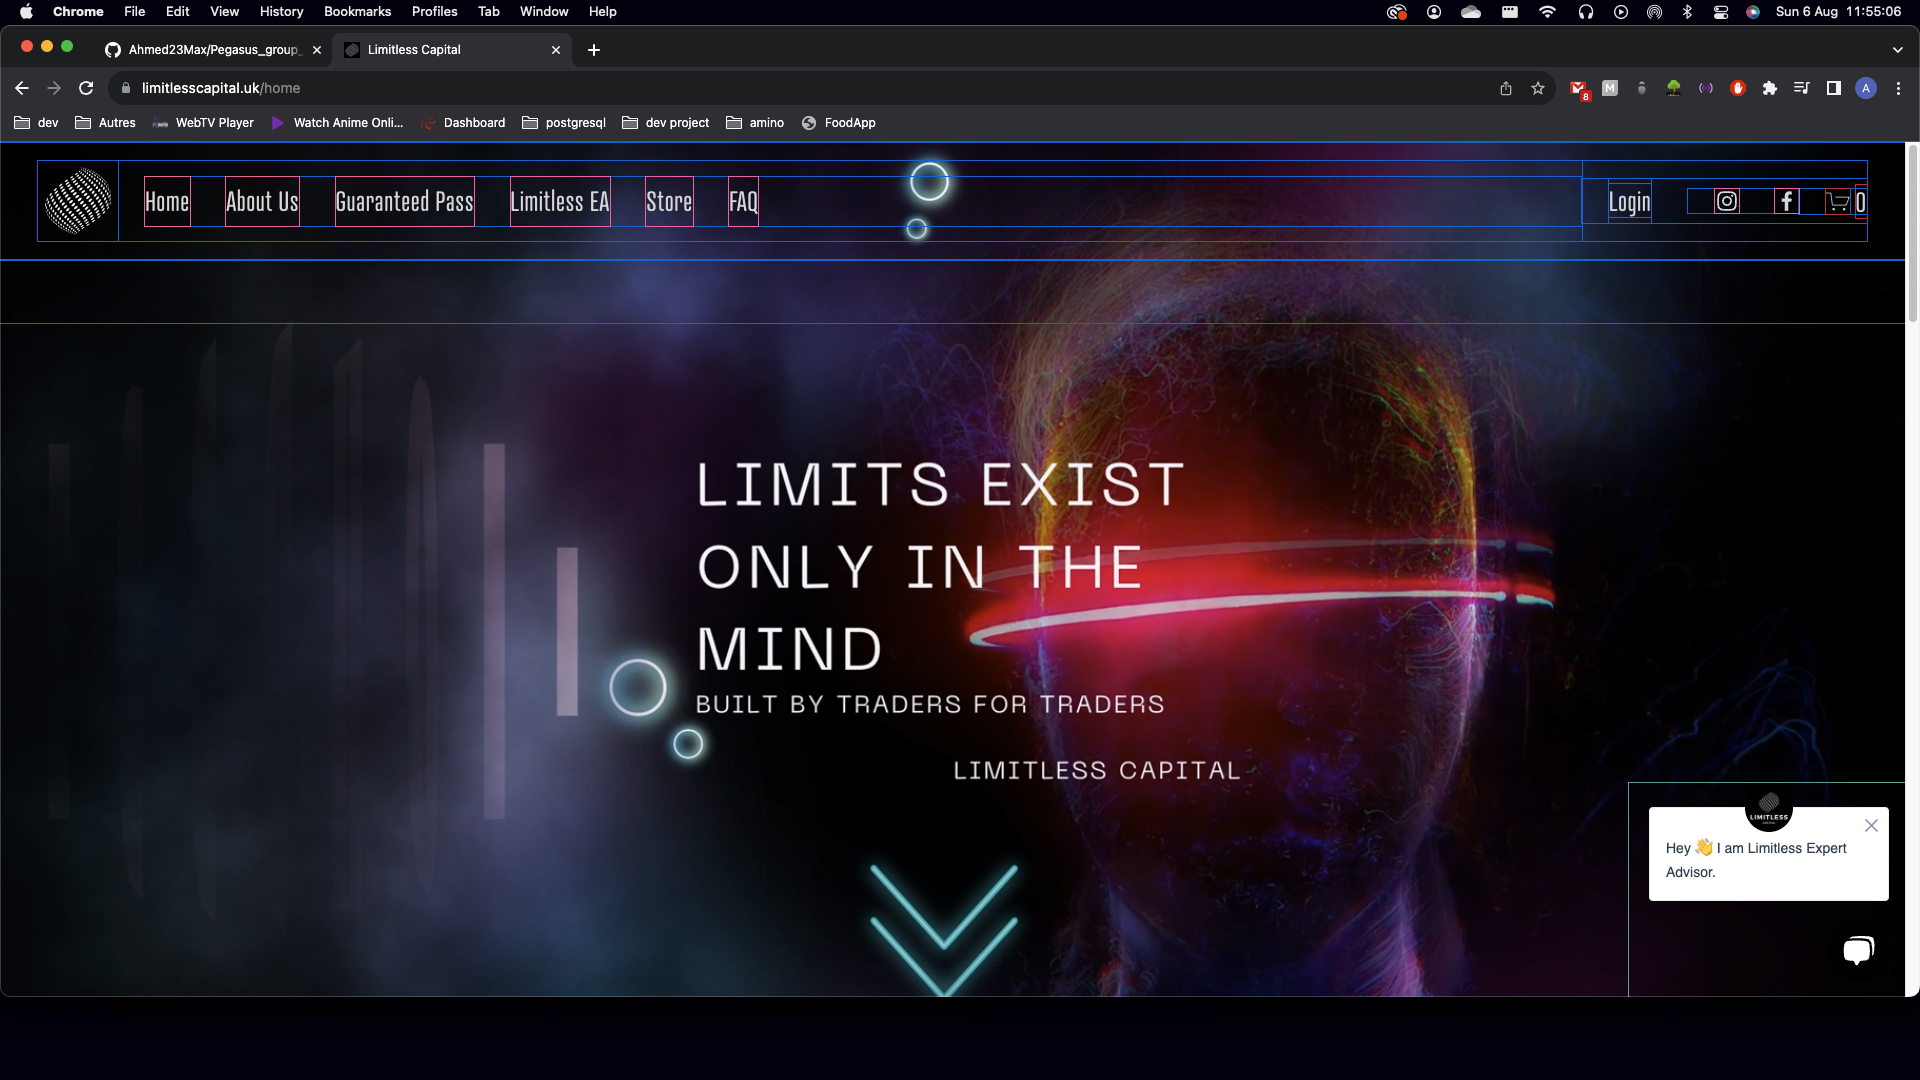 Chrome File Edit View History Bookmarks Profiles Tab Window Help
8
Sun 6 Aug 11:55:06
Ahmed23Max/Pegasus_group_
Limitless Capital
limitlesscapital.uk/home
M
8
A
dev Autres WebTV Player Watch Anime Onli... Dashboard postgresql dev project amino FoodApp
Home About Us Guaranteed Pass Limitless EA Store FAQ Login 0
LIMITS EXIST
ONLY IN THE
MIND
BUILT BY TRADERS FOR TRADERS
LIMITLESS CAPITAL
LIMITLESS
CAPITAL
Hey 👋 I am Limitless Expert
Advisor.